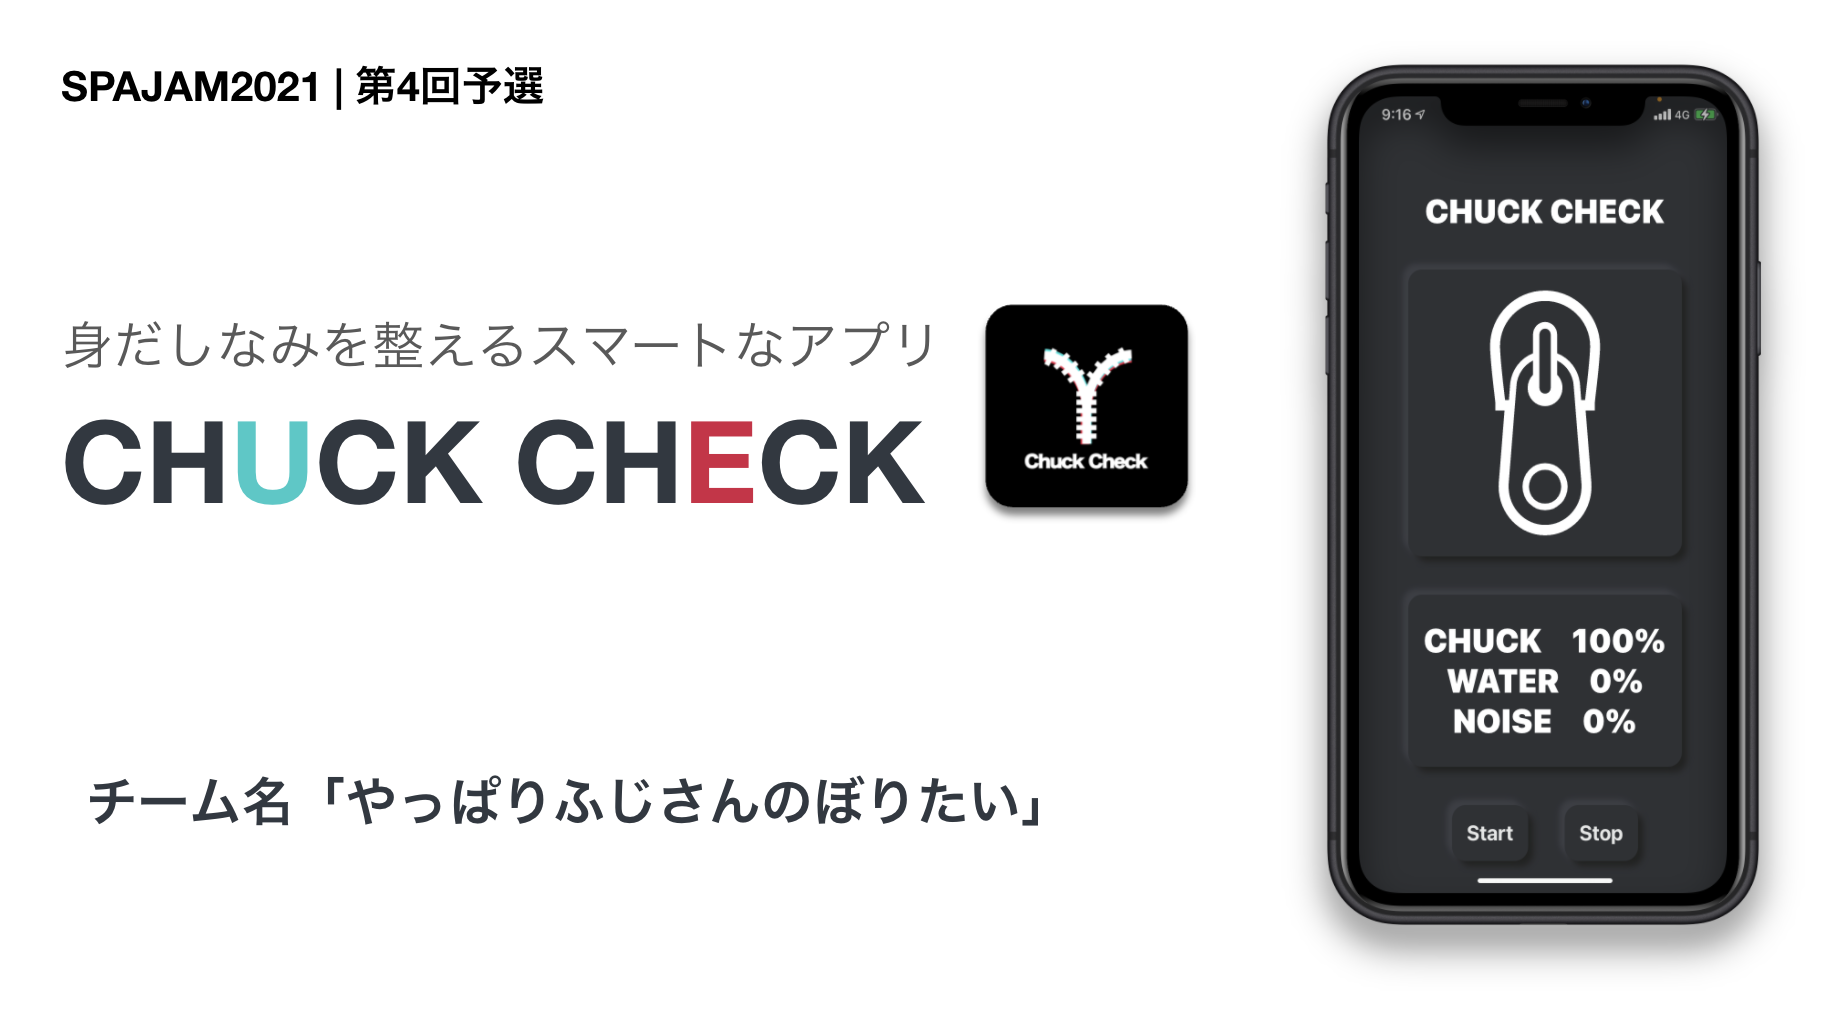 SPAJAM2021 | 第4回予選
身だしなみを整えるスマートなアプリ
CHUCK CHECK
Chuck Check
チーム名「やっぱりふじさんのぼりたい」
9:16
4G
CHUCK CHECK
CHUCK 100%
WATER 0%
NOISE 0%
Start Stop